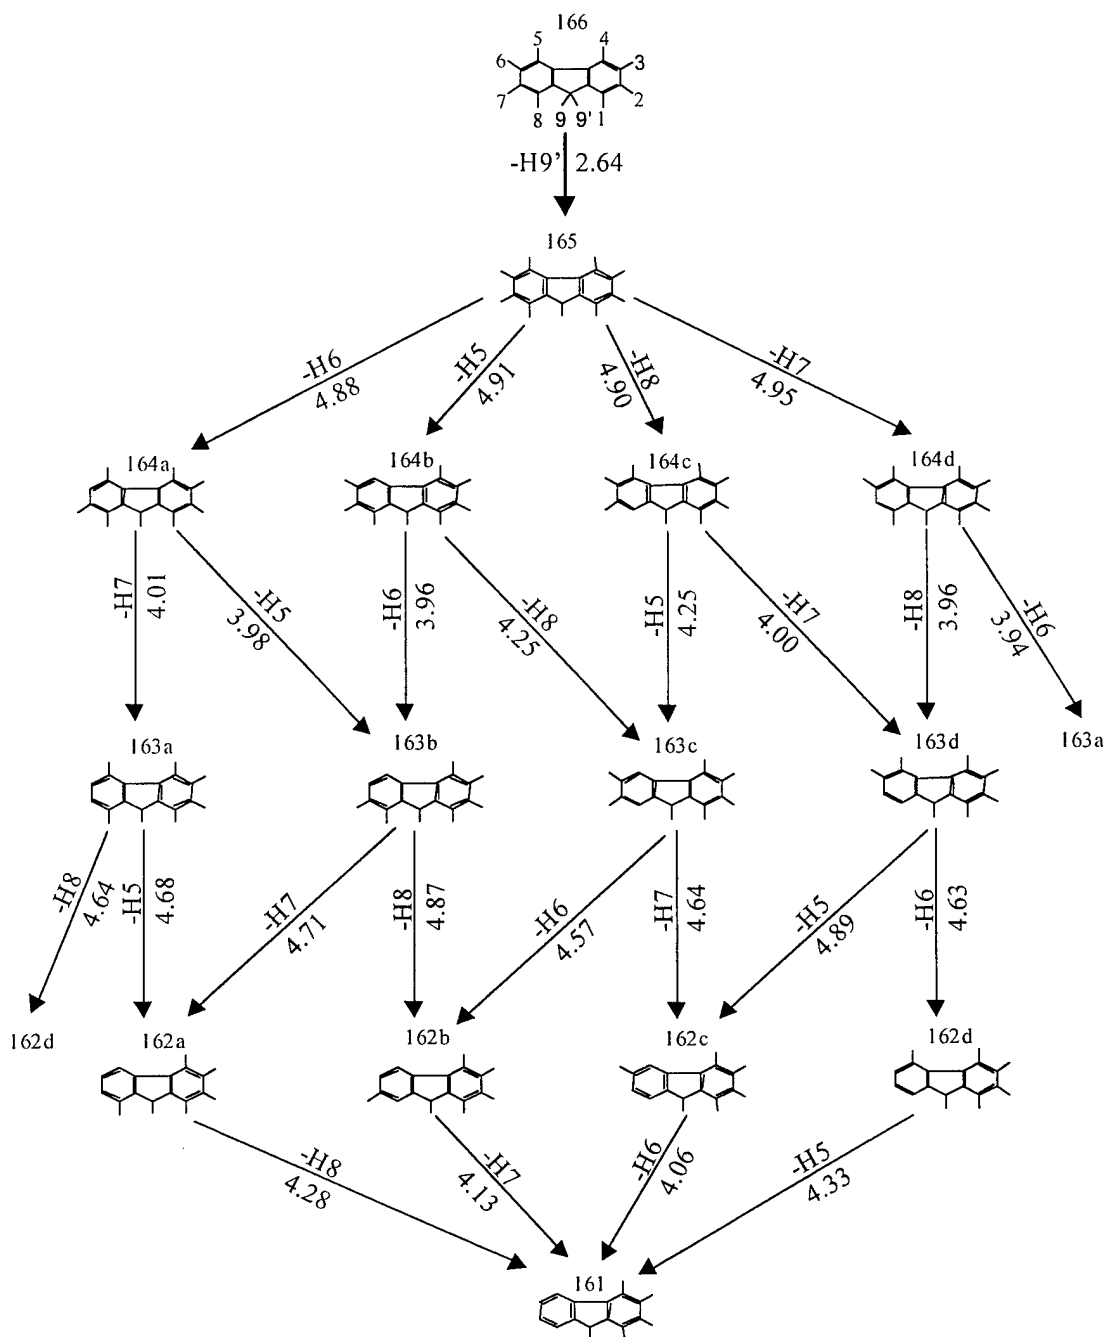 166
5 4
6 3
7 2
8 9 9' 1
-H9' 2.64
165
-H6 4.88
-H5 4.91
-H8 4.90
-H7 4.95
164a 164b 164c 164d
-H7 4.01
-H5 3.98
-H6 3.96
-H8 4.25
-H5 4.25
-H7 4.00
-H8 3.96
-H6 3.94
163a 163b 163c 163d 163a
-H8 4.64
-H5 4.68
-H7 4.71
-H8 4.87
-H6 4.57
-H7 4.64
-H5 4.89
-H6 4.63
162d 162a 162b 162c 162d
-H8 4.28
-H7 4.13
-H6 4.06
-H5 4.33
161